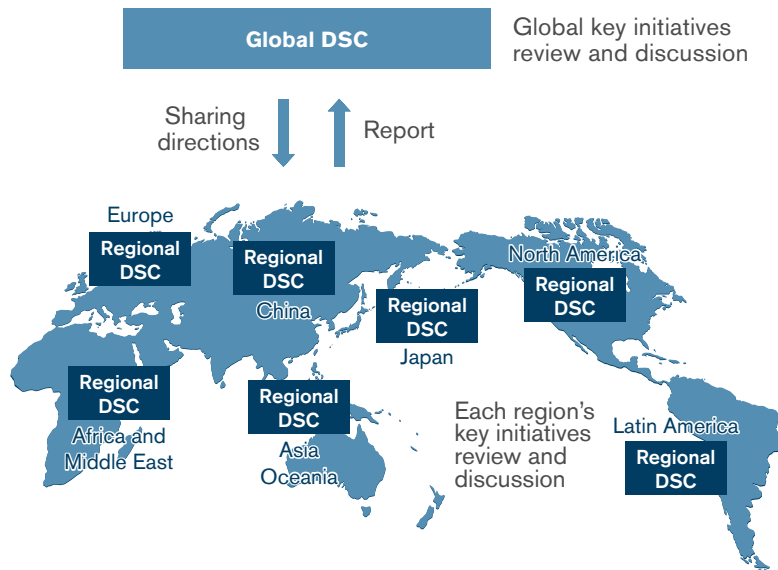 Global DSC
Global key initiatives
review and discussion
Sharing
directions
Report
Europe
Regional
DSC
Regional
DSC
China
Regional
DSC
Japan
North America
Regional
DSC
Regional
DSC
Africa and
Middle East
Regional
DSC
Asia
Oceania
Each region's
key initiatives
review and
discussion
Latin America
Regional
DSC